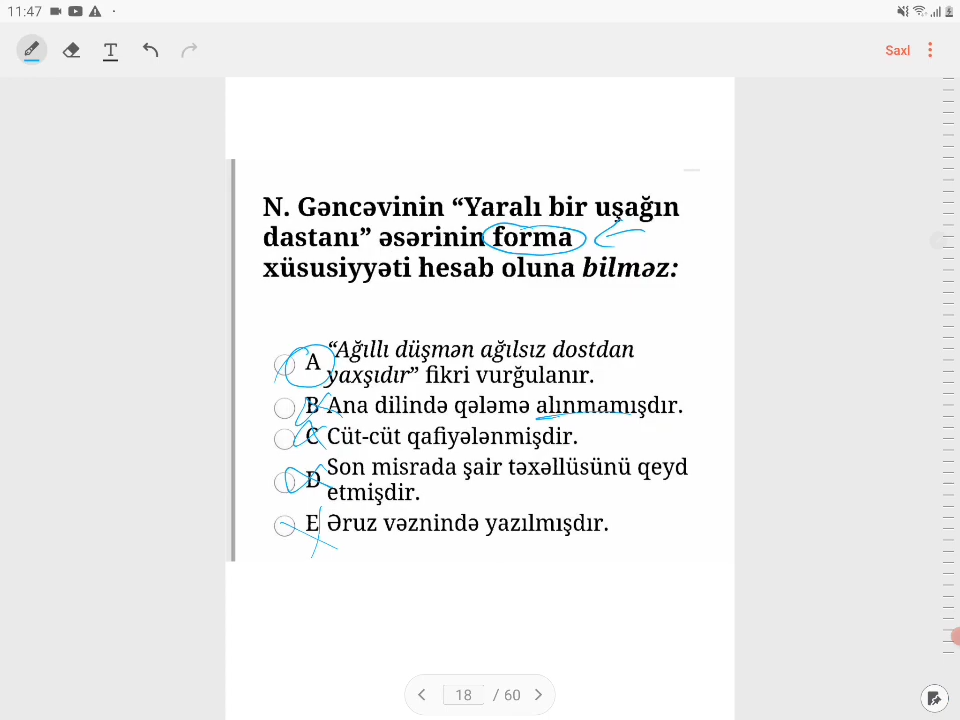 11:47
T
Saxl
N. Gəncəvinin “Yaralı bir uşağın
dastanı” əsərinin forma
xüsusiyyəti hesab oluna bilməz:
A “Ağıllı düşmən ağılsız dostdan
yaxşıdır” fikri vurğulanır.
B Ana dilində qələmə alınmamışdır.
C Cüt-cüt qafiyələnmişdir.
D Son misrada şair təxəllüsünü qeyd
etmişdir.
E Əruz vəznində yazılmışdır.
18 / 60